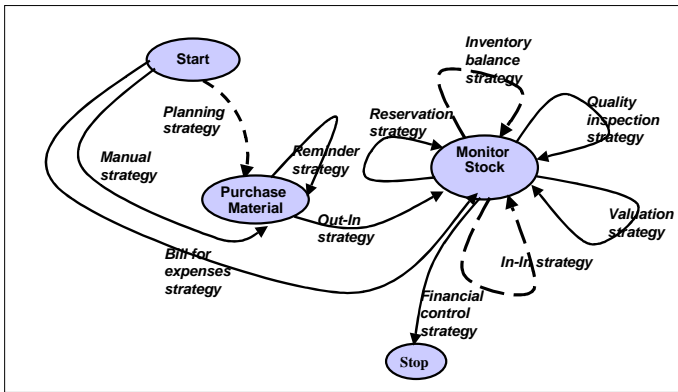 Start
Inventory
balance
strategy
Planning
strategy
Reservation
strategy
Quality
inspection
strategy
Manual
strategy
Reminder
strategy
Monitor
Stock
Purchase
Material
Out-In
strategy
Valuation
strategy
Bill for
expenses
strategy
In-In strategy
Financial
control
strategy
Stop